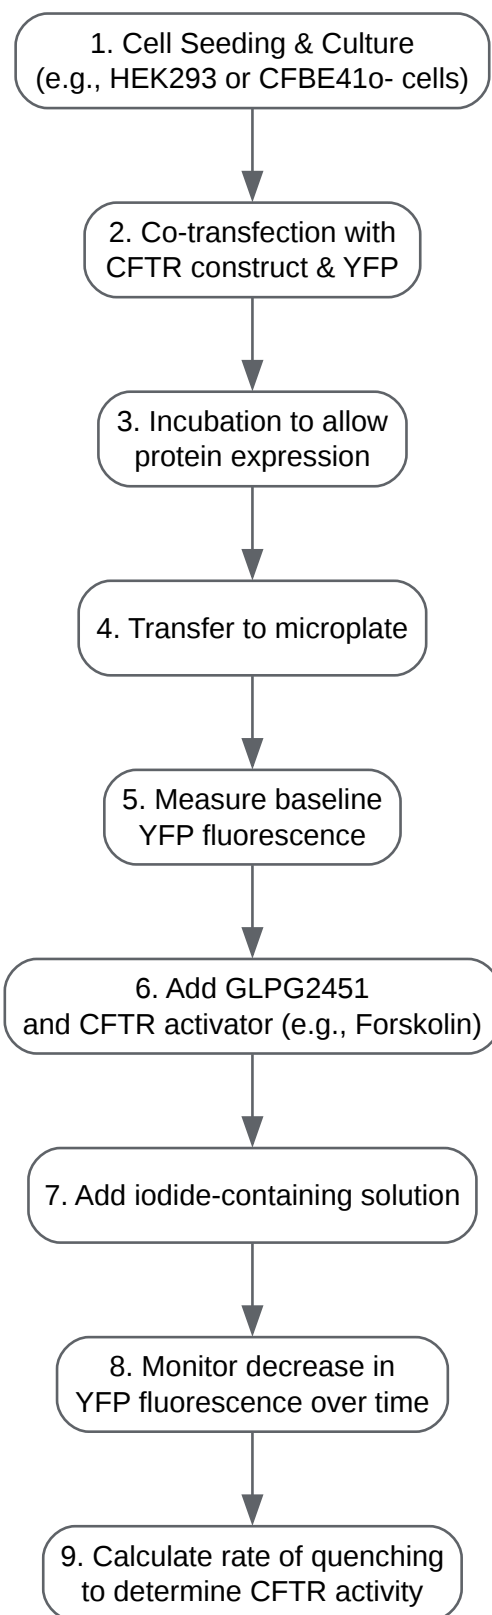 1. Cell Seeding & Culture
(e.g., HEK293 or CFBE41o- cells)
2. Co-transfection with
CFTR construct & YFP
3. Incubation to allow
protein expression
4. Transfer to microplate
5. Measure baseline
YFP fluorescence
6. Add GLPG2451
and CFTR activator (e.g., Forskolin)
7. Add iodide-containing solution
8. Monitor decrease in
YFP fluorescence over time
9. Calculate rate of quenching
to determine CFTR activity